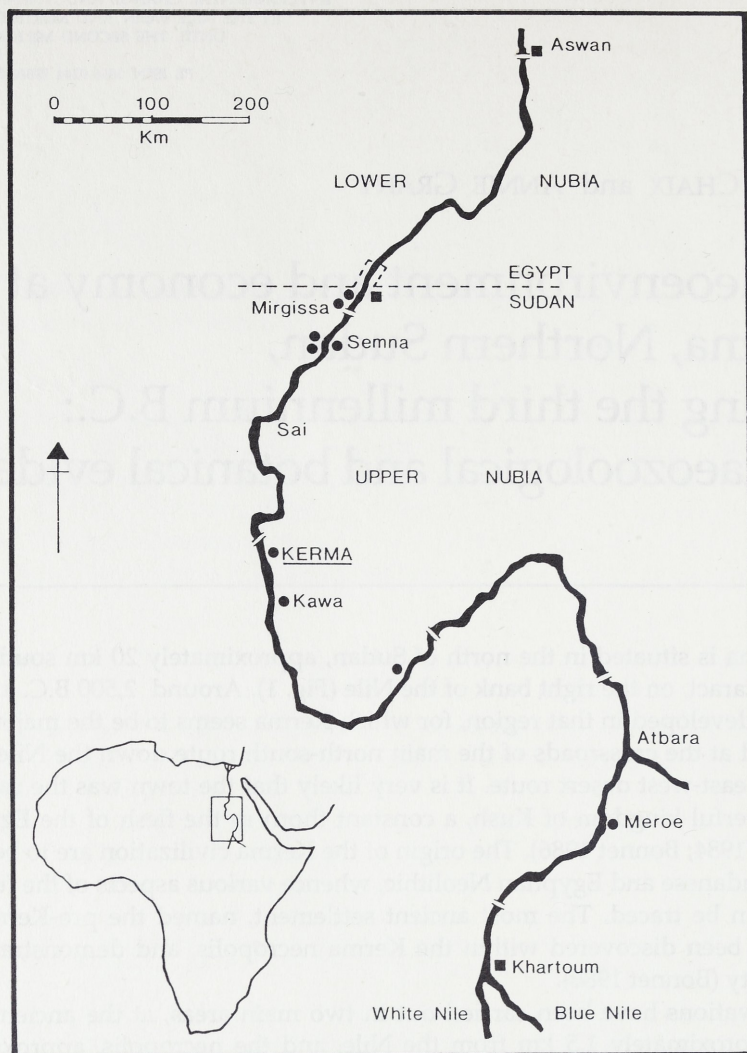 Aswan
0 100 200
Km
LOWER NUBIA
EGYPT
SUDAN
Mirgissa
Semna
Sai
UPPER NUBIA
KERMA
Kawa
Atbara
Meroe
Khartoum
White Nile
Blue Nile